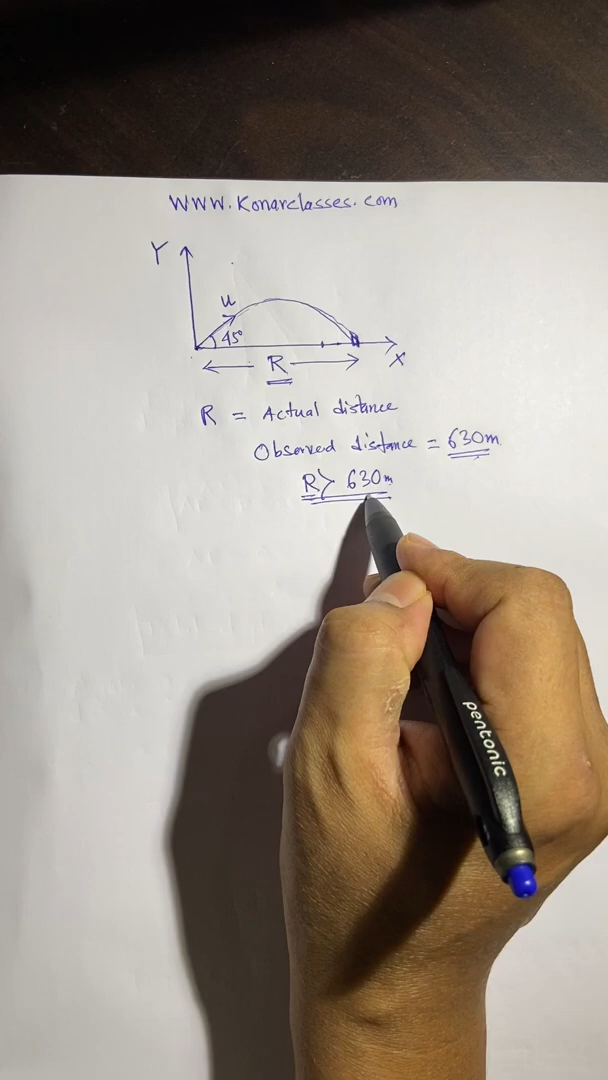 WWW.Konarclasses.com
Y
u
45°
R
X
R = Actual distance
Observed distance = 630m
R > 630m
pentonic